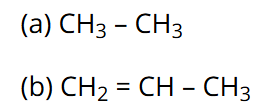 (a) CH₃ – CH₃
(b) CH₂ = CH – CH₃